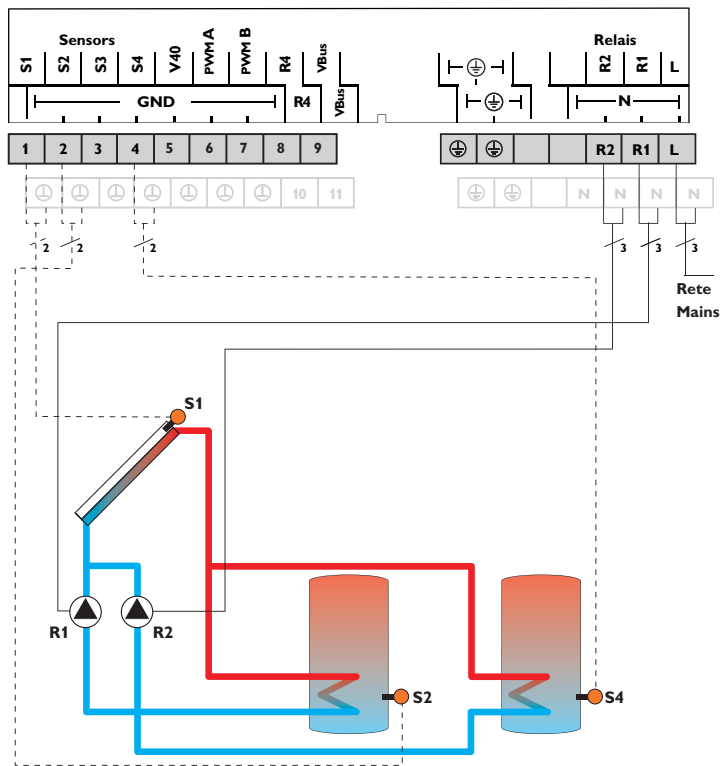 Sensors
Relais
S1 S2 S3 S4 V40 PWM A PWM B R4 VBus
R2 R1 L
GND R4 VBus
N
1 2 3 4 5 6 7 8 9
R2 R1 L
10 11
N N N
2 2 2
3 3 3
Rete
Mains
S1
R1 R2
S2 S4